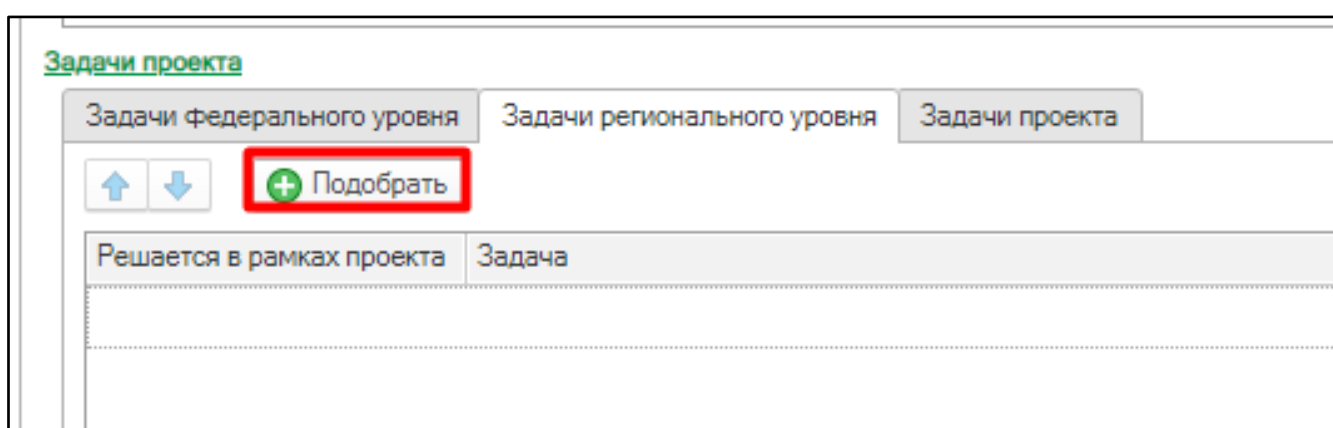 Задачи проекта
Задачи федерального уровня Задачи регионального уровня Задачи проекта
Подобрать
Решается в рамках проекта Задача